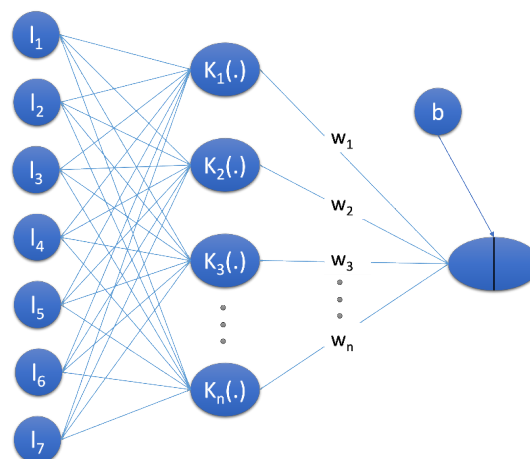 I₁
I₂
I₃
I₄
I₅
I₆
I₇
K₁(.)
K₂(.)
K₃(.)
Kₙ(.)
w₁
w₂
w₃
wₙ
b